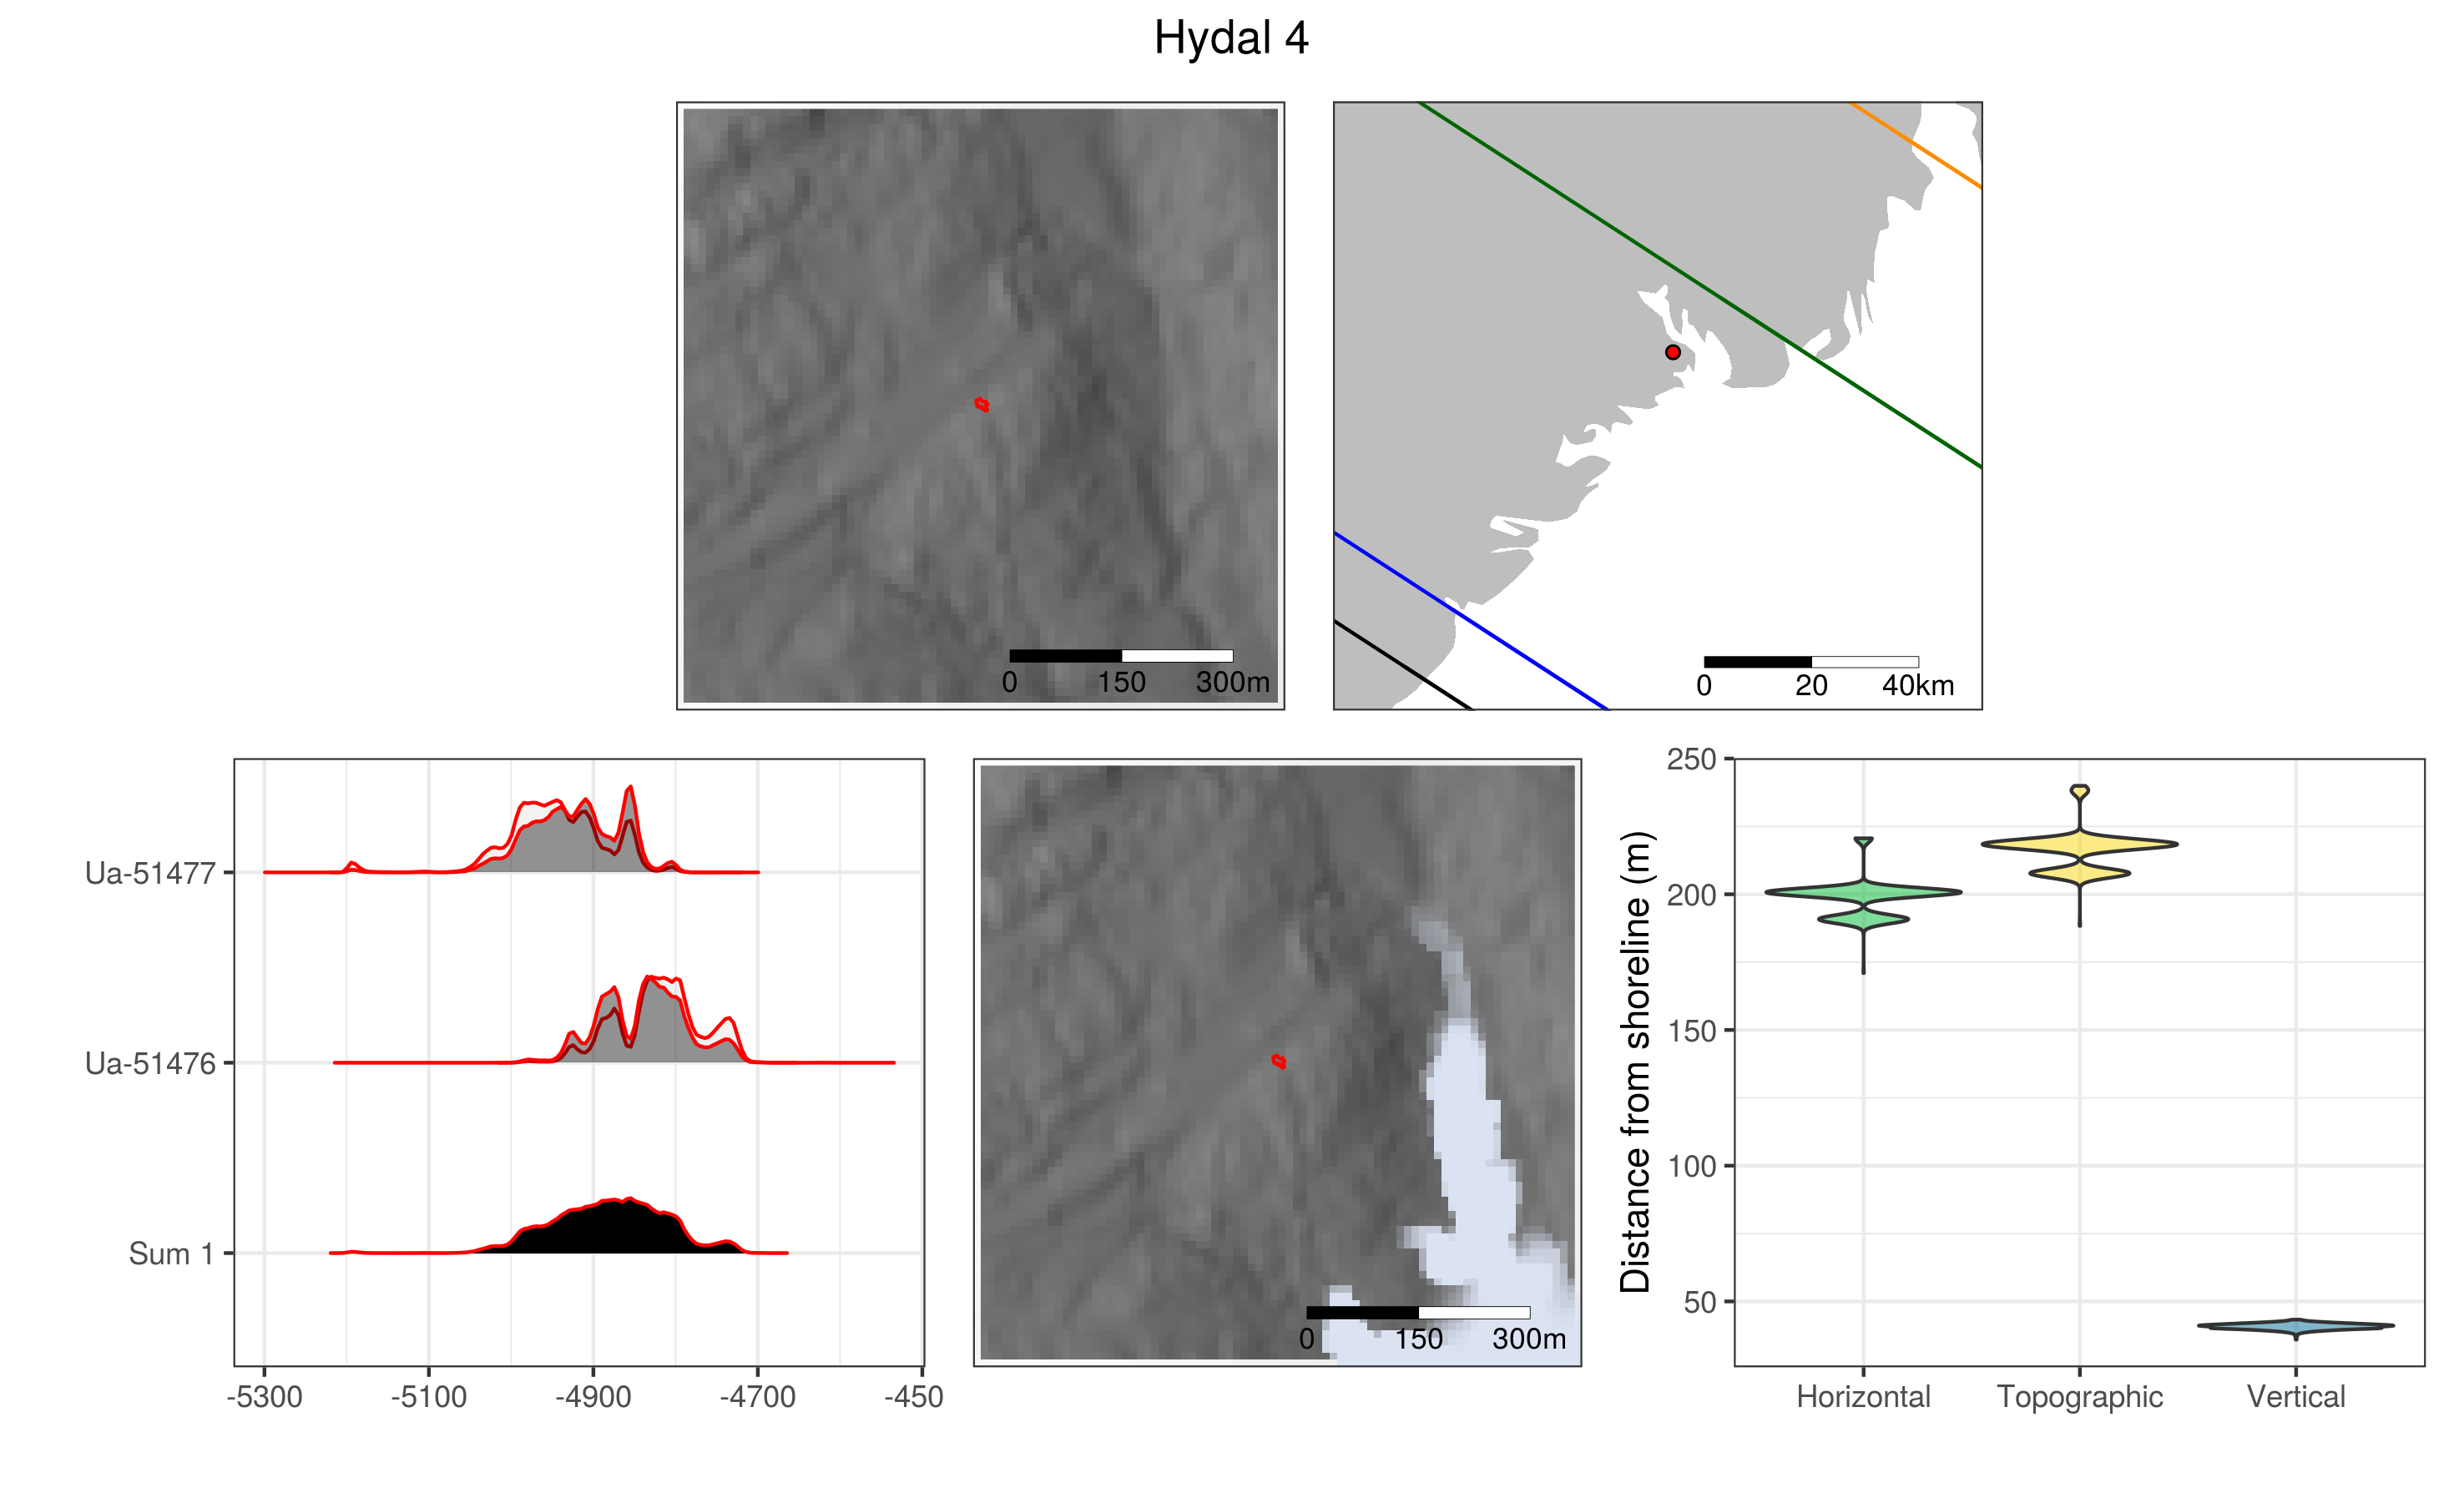 Hydal 4
0 150 300m
0 20 40km
Ua-51477
Ua-51476
Sum 1
-5300 -5100 -4900 -4700 -450
0 150 300m
Distance from shoreline (m)
250
200
150
100
50
Horizontal Topographic Vertical